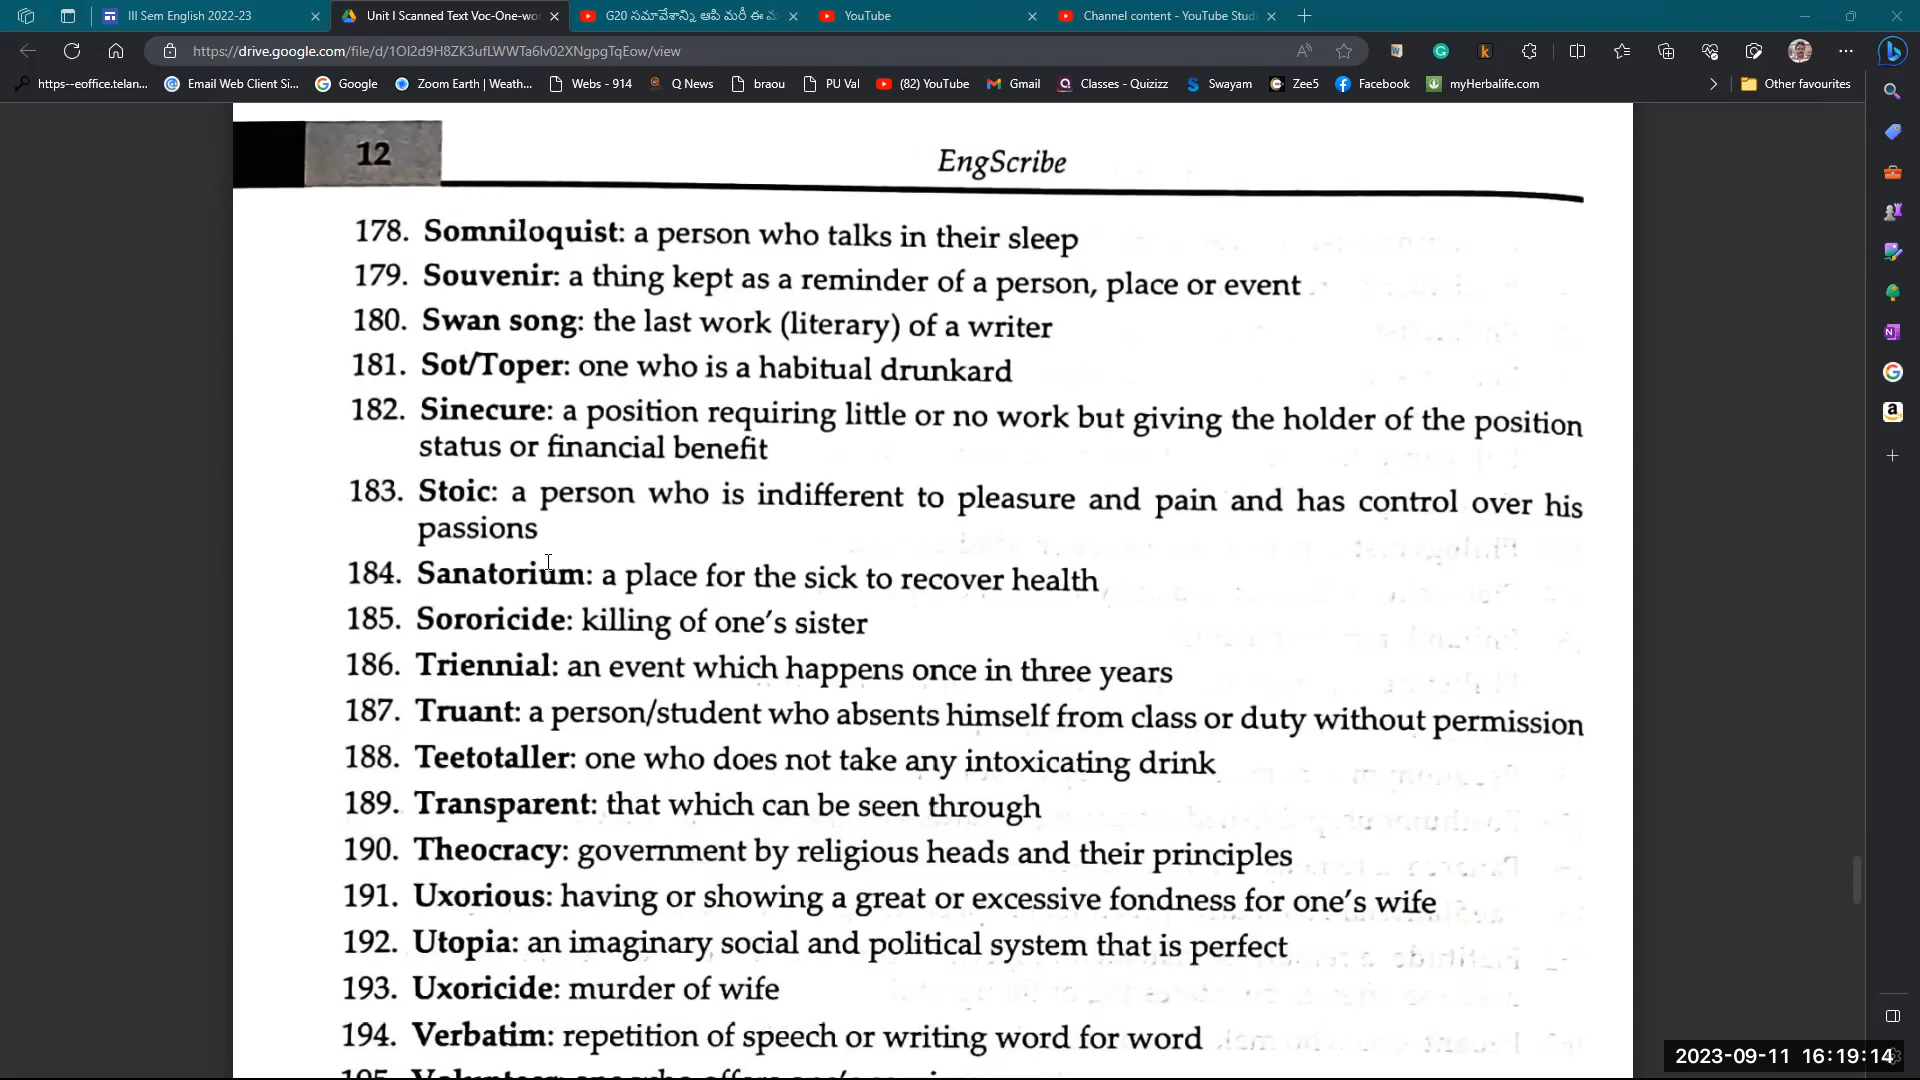 III Sem English 2022-23
Unit I Scanned Text Voc-One-wo
G20 సమావేశాన్ని ఆపి మరీ ఈ మ
YouTube
Channel content - YouTube Stud
https://drive.google.com/file/d/1OI2d9H8ZK3ufLWWTa6lv02XNgpgTqEow/view
https--eoffice.telan...
Email Web Client Si...
Google
Zoom Earth | Weath...
Webs - 914
Q News
braou
PU Val
(82) YouTube
Gmail
Classes - Quizizz
Swayam
Zee5
Facebook
myHerbalife.com
Other favourites
12
EngScribe
178. Somniloquist: a person who talks in their sleep
179. Souvenir: a thing kept as a reminder of a person, place or event
180. Swan song: the last work (literary) of a writer
181. Sot/Toper: one who is a habitual drunkard
182. Sinecure: a position requiring little or no work but giving the holder of the position
status or financial benefit
183. Stoic: a person who is indifferent to pleasure and pain and has control over his
passions
184. Sanatorium: a place for the sick to recover health
185. Sororicide: killing of one's sister
186. Triennial: an event which happens once in three years
187. Truant: a person/student who absents himself from class or duty without permission
188. Teetotaller: one who does not take any intoxicating drink
189. Transparent: that which can be seen through
190. Theocracy: government by religious heads and their principles
191. Uxorious: having or showing a great or excessive fondness for one's wife
192. Utopia: an imaginary social and political system that is perfect
193. Uxoricide: murder of wife
194. Verbatim: repetition of speech or writing word for word
2023-09-11 16:19:14